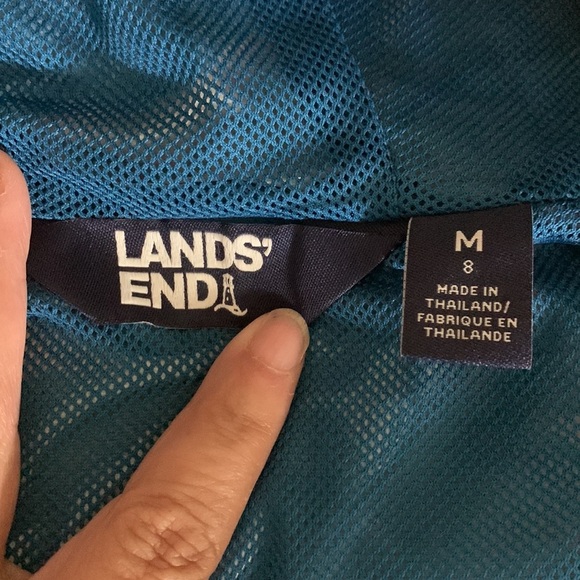 LANDS'
END
M
8
MADE IN
THAILAND/
FABRIQUE EN
THAILANDE